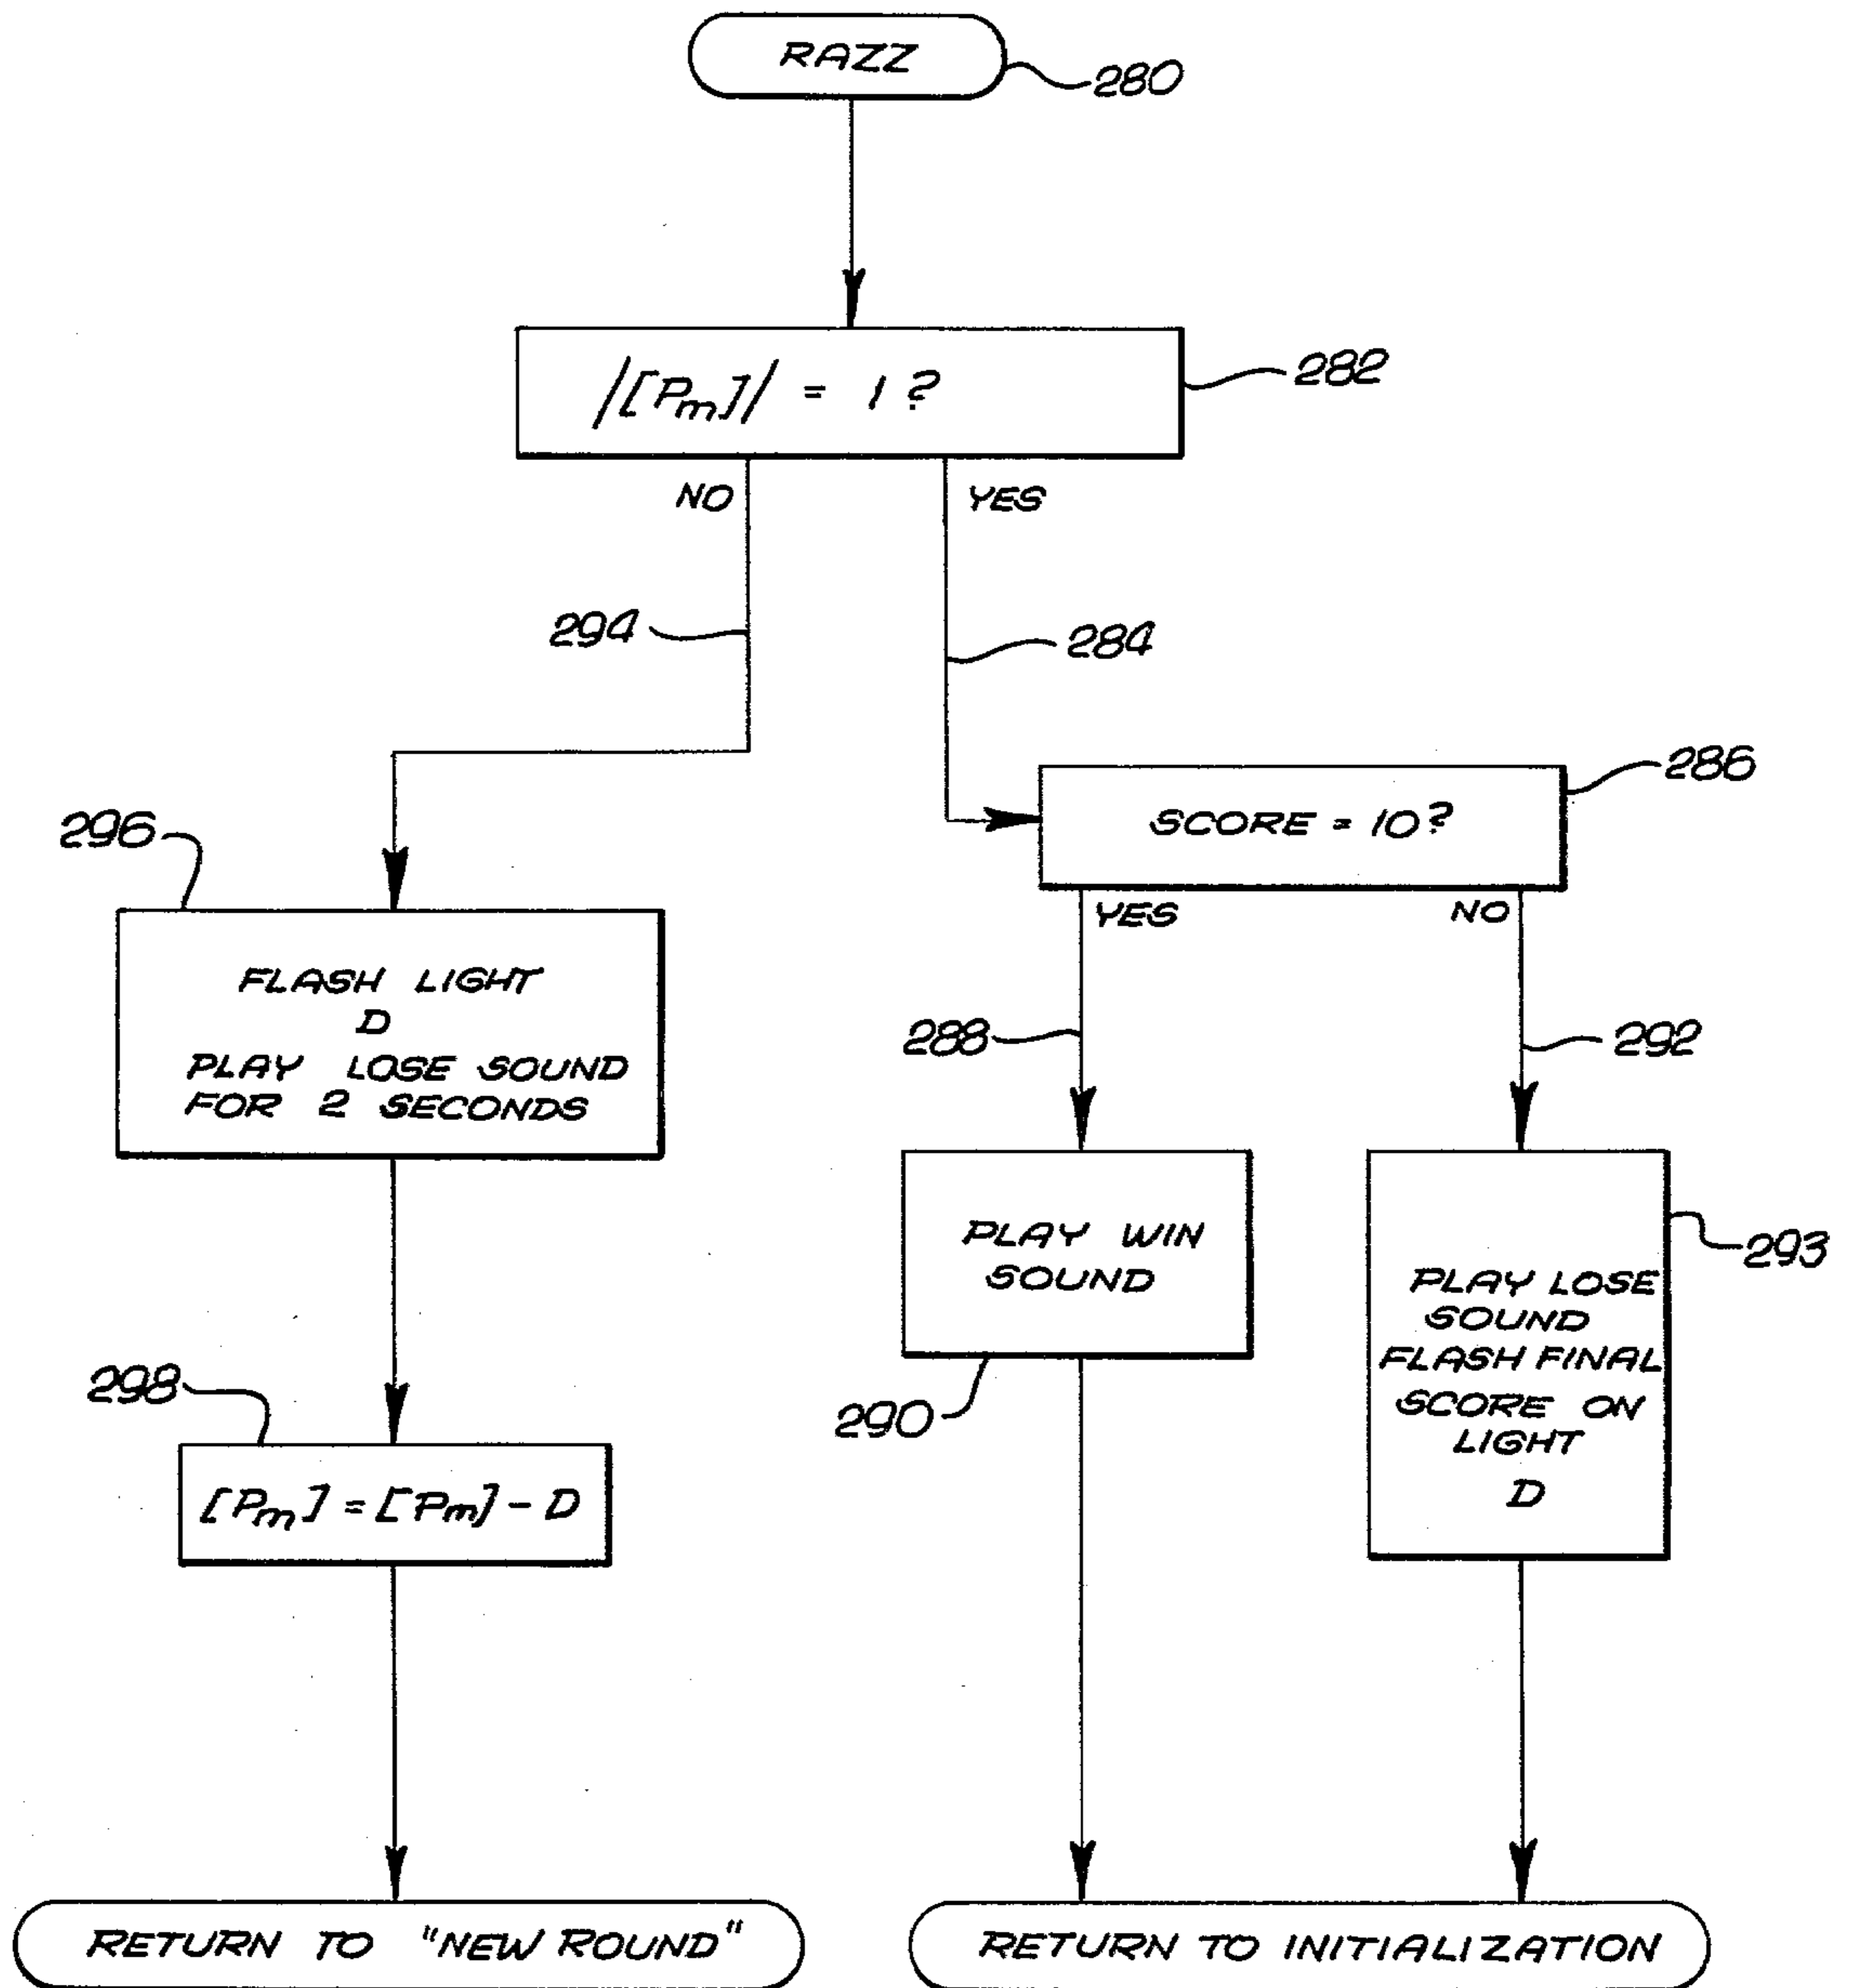 RAZZ
280
|[Pm]| = 1 ?
282
NO
YES
294
284
286
SCORE = 10?
296
YES
NO
FLASH LIGHT
D
PLAY LOSE SOUND
FOR 2 SECONDS
288
292
PLAY WIN
SOUND
293
PLAY LOSE
SOUND
FLASH FINAL
SCORE ON
LIGHT
D
298
290
[Pm] = [Pm] - D
RETURN TO "NEW ROUND"
RETURN TO INITIALIZATION